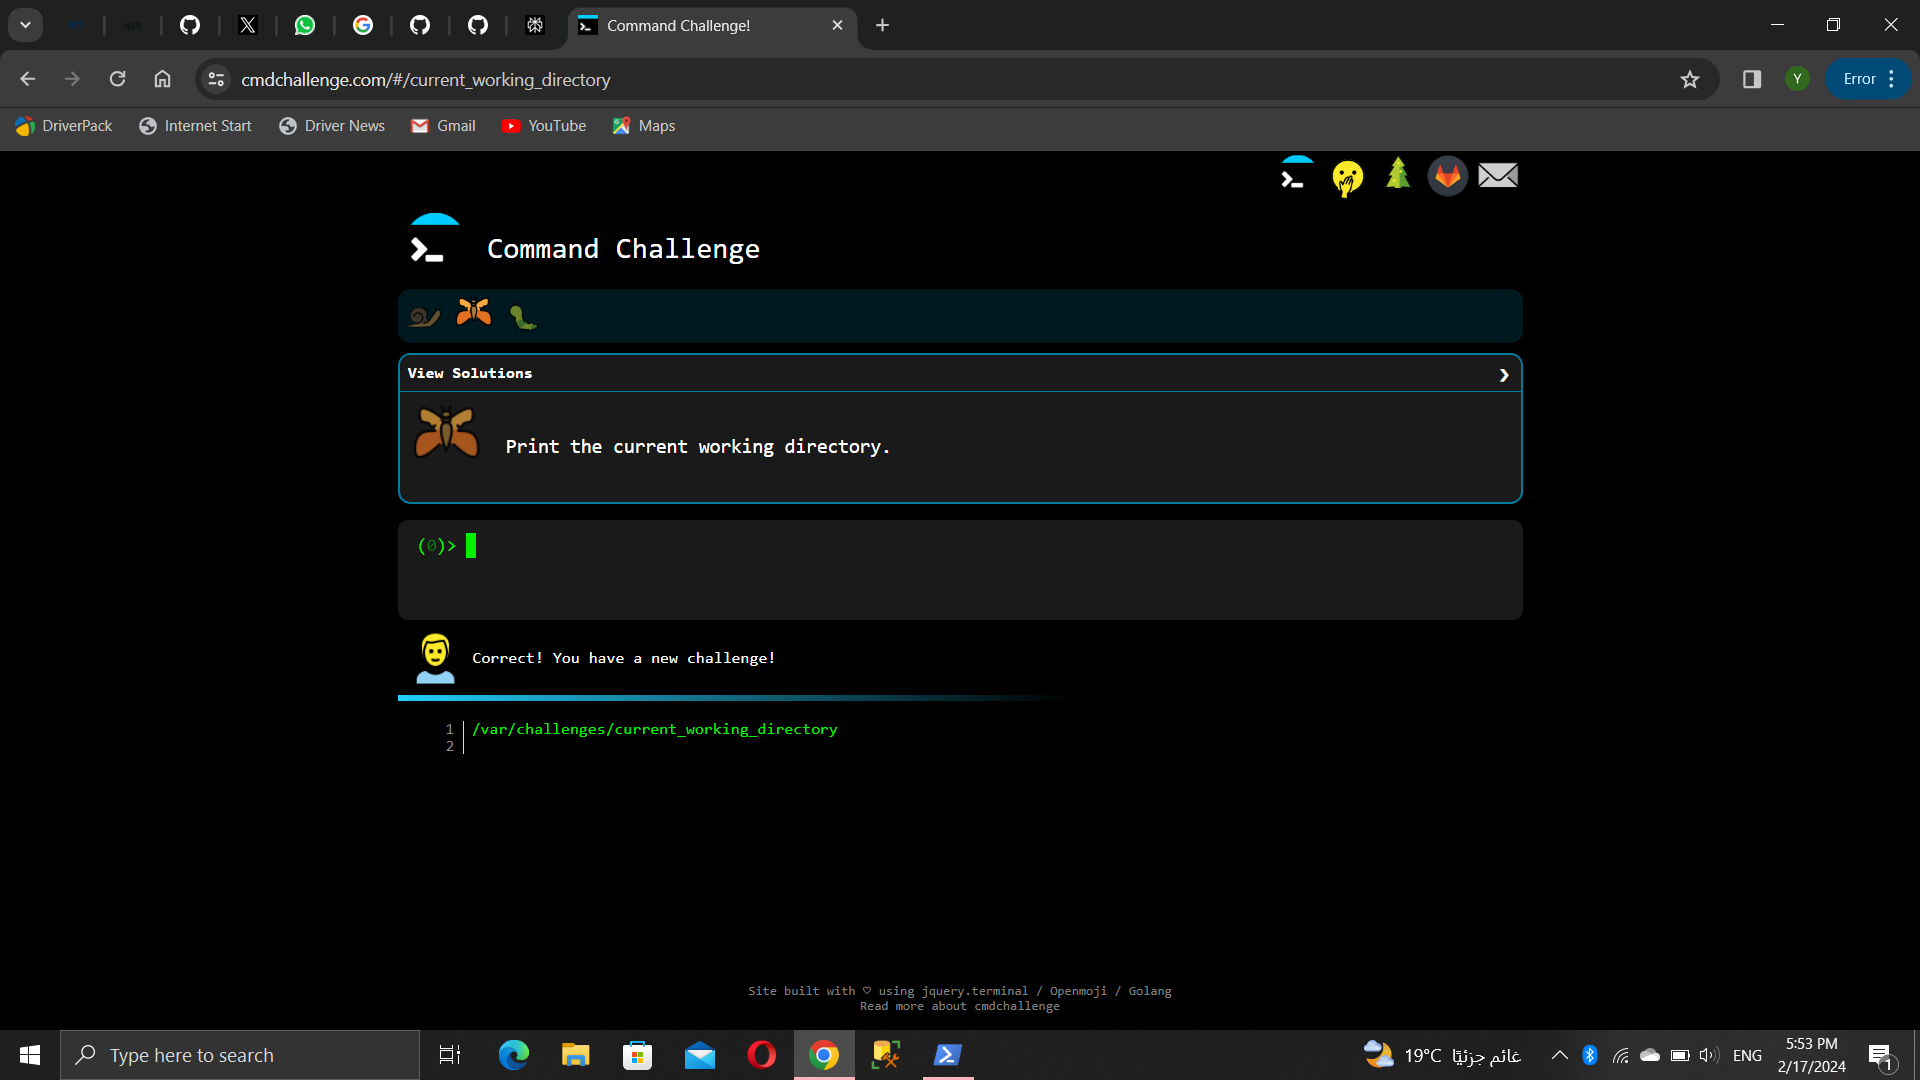 Command Challenge!
cmdchallenge.com/#/current_working_directory
Y
Error
DriverPack
Internet Start
Driver News
Gmail
YouTube
Maps
Command Challenge
View Solutions
Print the current working directory.
(0)>
Correct! You have a new challenge!
1 /var/challenges/current_working_directory
2
Site built with ♡ using jquery.terminal / Openmoji / Golang
Read more about cmdchallenge
Type here to search
19°C غائم جزئيًا
ENG
5:53 PM
2/17/2024
1